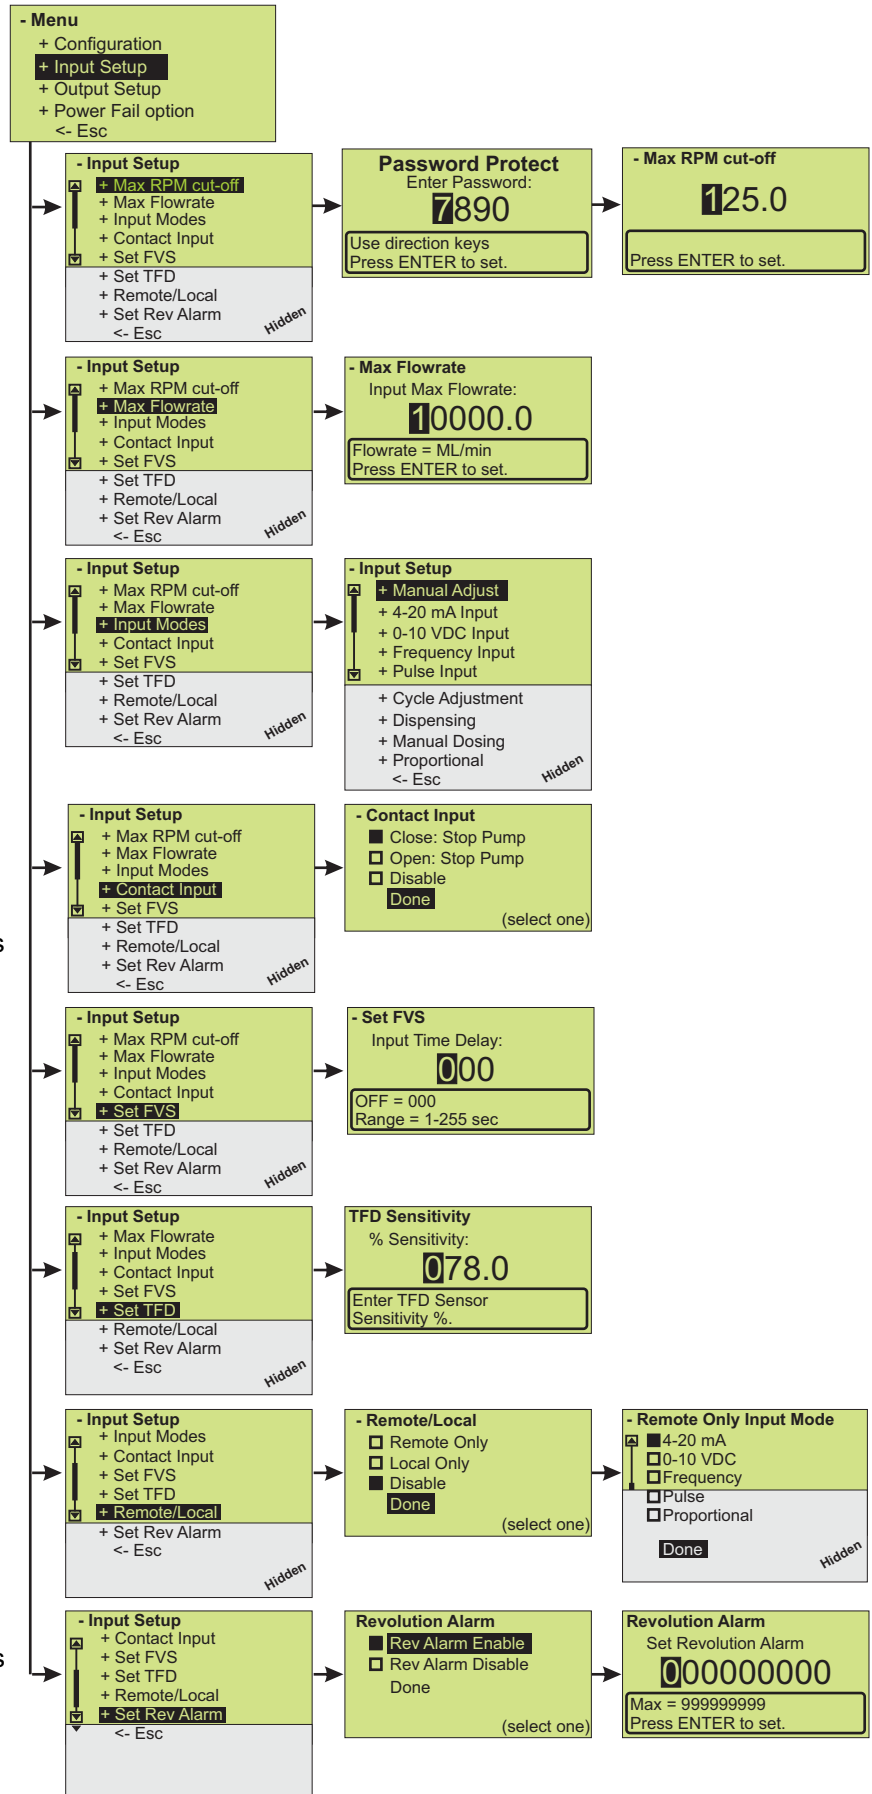 - Menu
+ Configuration
+ Input Setup
+ Output Setup
+ Power Fail option
<- Esc
- Input Setup
+ Max RPM cut-off
+ Max Flowrate
+ Input Modes
+ Contact Input
+ Set FVS
+ Set TFD
+ Remote/Local
+ Set Rev Alarm
<- Esc
Hidden
Password Protect
Enter Password:
7890
Use direction keys
Press ENTER to set.
- Max RPM cut-off
125.0
Press ENTER to set.
- Input Setup
+ Max RPM cut-off
+ Max Flowrate
+ Input Modes
+ Contact Input
+ Set FVS
+ Set TFD
+ Remote/Local
+ Set Rev Alarm
<- Esc
Hidden
- Max Flowrate
Input Max Flowrate:
10000.0
Flowrate = ML/min
Press ENTER to set.
- Input Setup
+ Max RPM cut-off
+ Max Flowrate
+ Input Modes
+ Contact Input
+ Set FVS
+ Set TFD
+ Remote/Local
+ Set Rev Alarm
<- Esc
Hidden
- Input Setup
+ Manual Adjust
+ 4-20 mA Input
+ 0-10 VDC Input
+ Frequency Input
+ Pulse Input
+ Cycle Adjustment
+ Dispensing
+ Manual Dosing
+ Proportional
<- Esc
Hidden
- Input Setup
+ Max RPM cut-off
+ Max Flowrate
+ Input Modes
+ Contact Input
+ Set FVS
+ Set TFD
+ Remote/Local
+ Set Rev Alarm
<- Esc
Hidden
- Contact Input
Close: Stop Pump
Open: Stop Pump
Disable
Done
(select one)
s
- Input Setup
+ Max RPM cut-off
+ Max Flowrate
+ Input Modes
+ Contact Input
+ Set FVS
+ Set TFD
+ Remote/Local
+ Set Rev Alarm
<- Esc
Hidden
- Set FVS
Input Time Delay:
000
OFF = 000
Range = 1-255 sec
- Input Setup
+ Max Flowrate
+ Input Modes
+ Contact Input
+ Set FVS
+ Set TFD
+ Remote/Local
+ Set Rev Alarm
<- Esc
Hidden
TFD Sensitivity
% Sensitivity:
078.0
Enter TFD Sensor
Sensitivity %.
- Input Setup
+ Input Modes
+ Contact Input
+ Set FVS
+ Set TFD
+ Remote/Local
+ Set Rev Alarm
<- Esc
Hidden
- Remote/Local
Remote Only
Local Only
Disable
Done
(select one)
- Remote Only Input Mode
4-20 mA
0-10 VDC
Frequency
Pulse
Proportional
Done
Hidden
s
- Input Setup
+ Contact Input
+ Set FVS
+ Set TFD
+ Remote/Local
+ Set Rev Alarm
<- Esc
Revolution Alarm
Rev Alarm Enable
Rev Alarm Disable
Done
(select one)
Revolution Alarm
Set Revolution Alarm
000000000
Max = 999999999
Press ENTER to set.